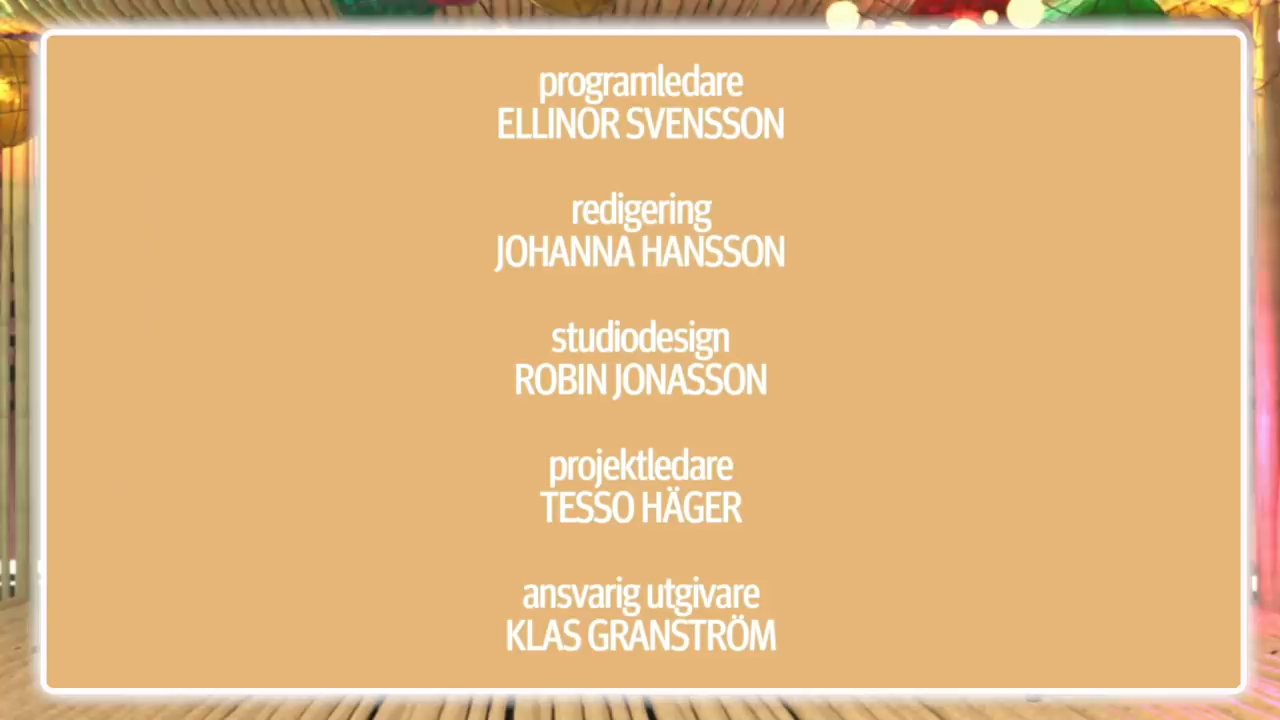 programledare
ELLINOR SVENSSON
redigering
JOHANNA HANSSON
studiodesign
ROBIN JONASSON
projektledare
TESSO HÄGER
ansvarig utgivare
KLAS GRANSTRÖM